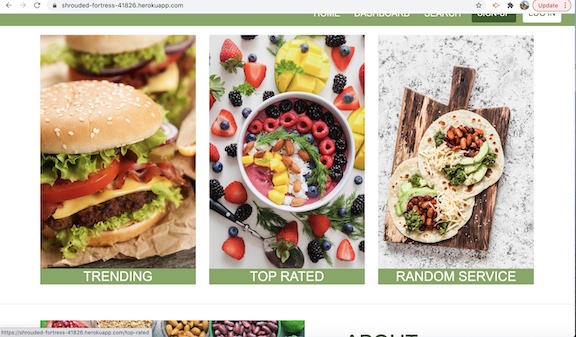 shrouded-fortress-41826.herokuapp.com
Update
HOME DASHBOARD SEARCH SIGN UP LOG IN
TRENDING TOP RATED RANDOM SERVICE
ABOUT
https://shrouded-fortress-41826.herokuapp.com/top-rated